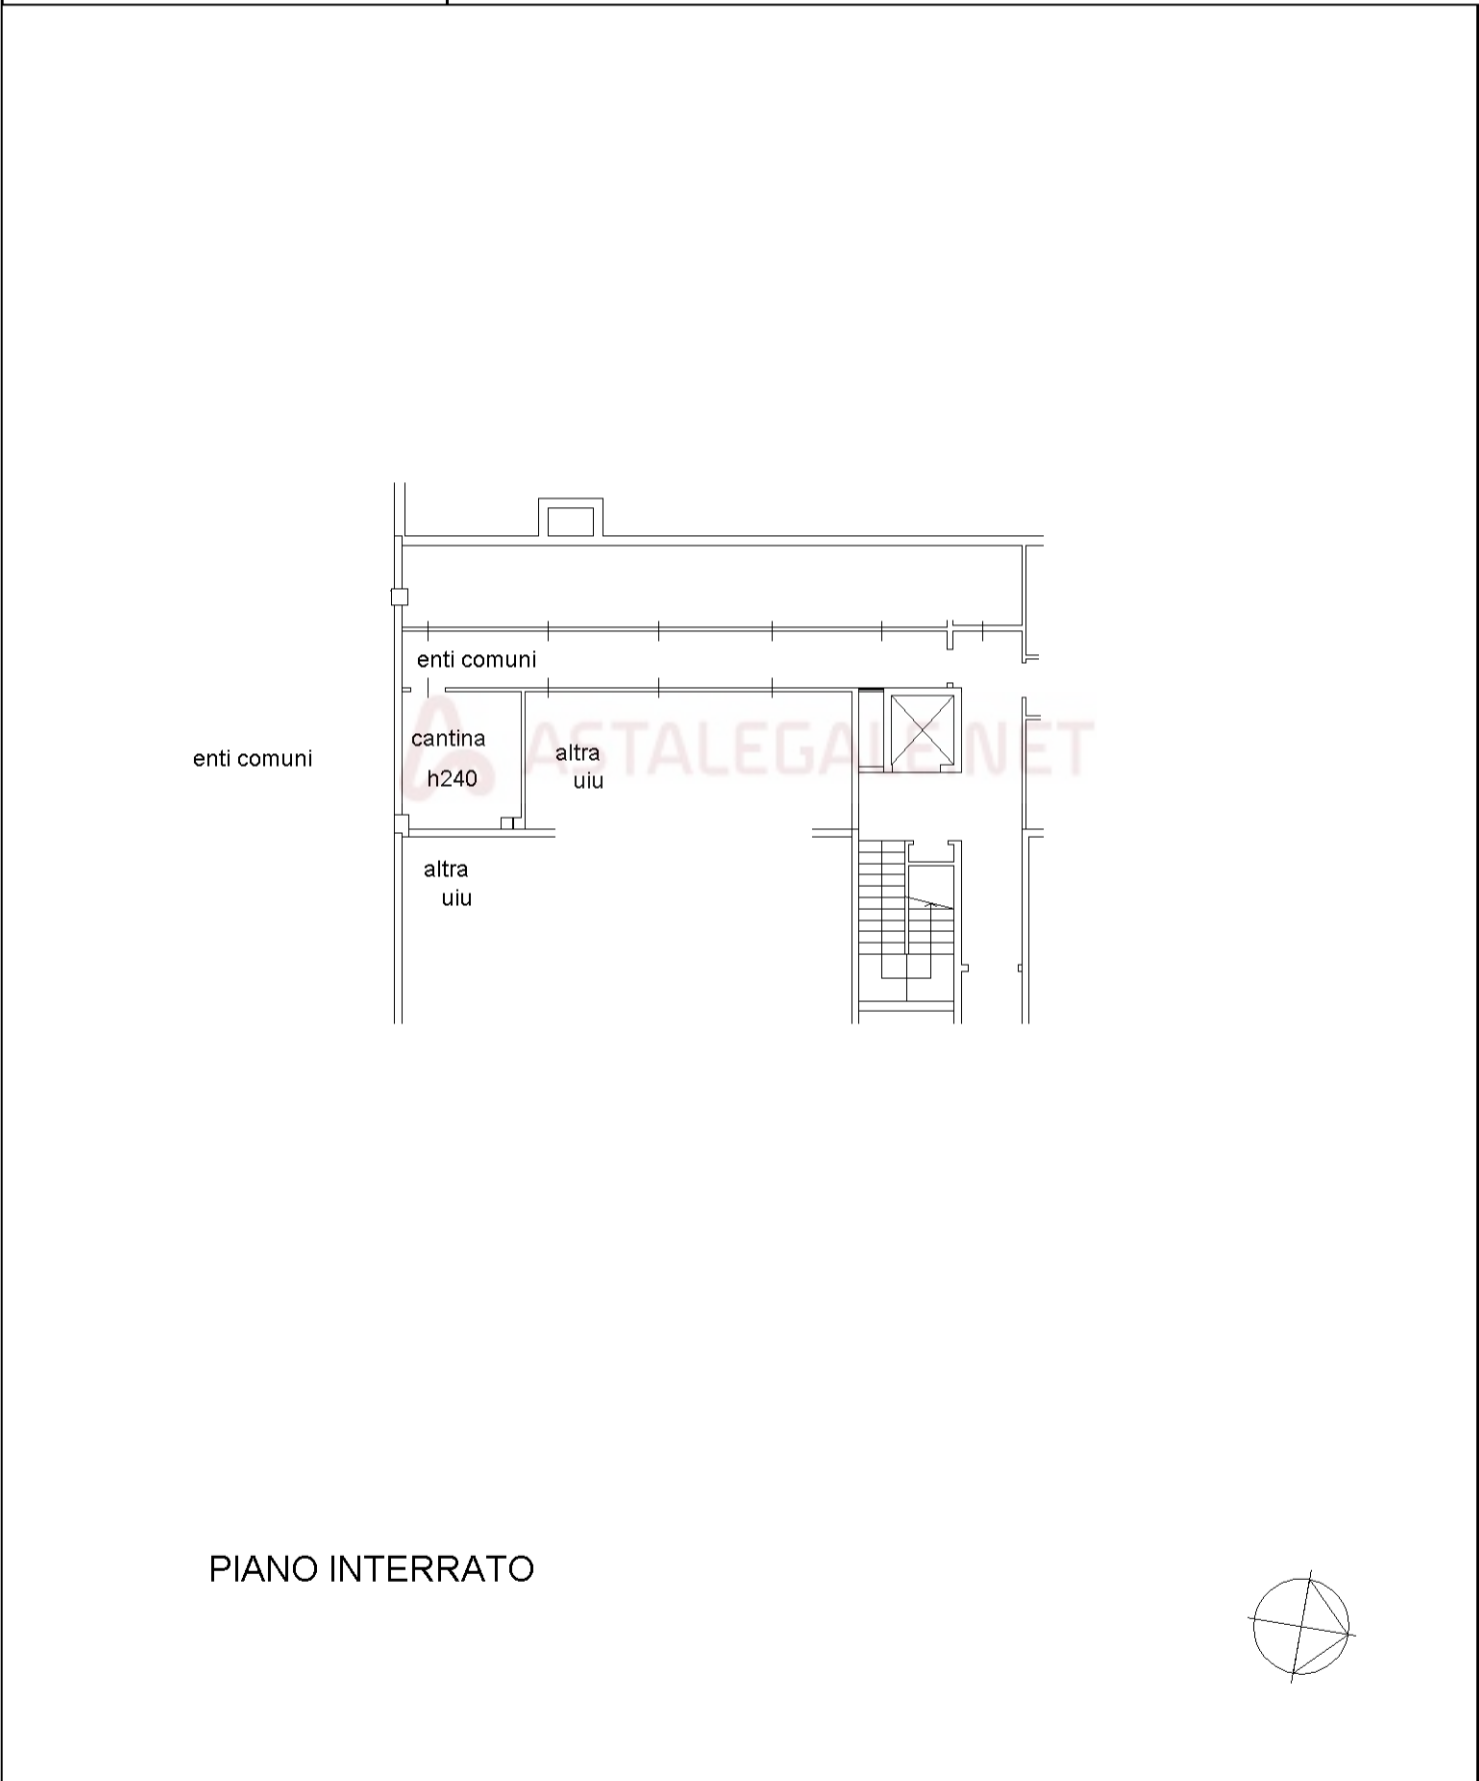 enti comuni
ASTALEGALE.NET
cantina
h240
altra
uiu
enti comuni
altra
uiu
PIANO INTERRATO